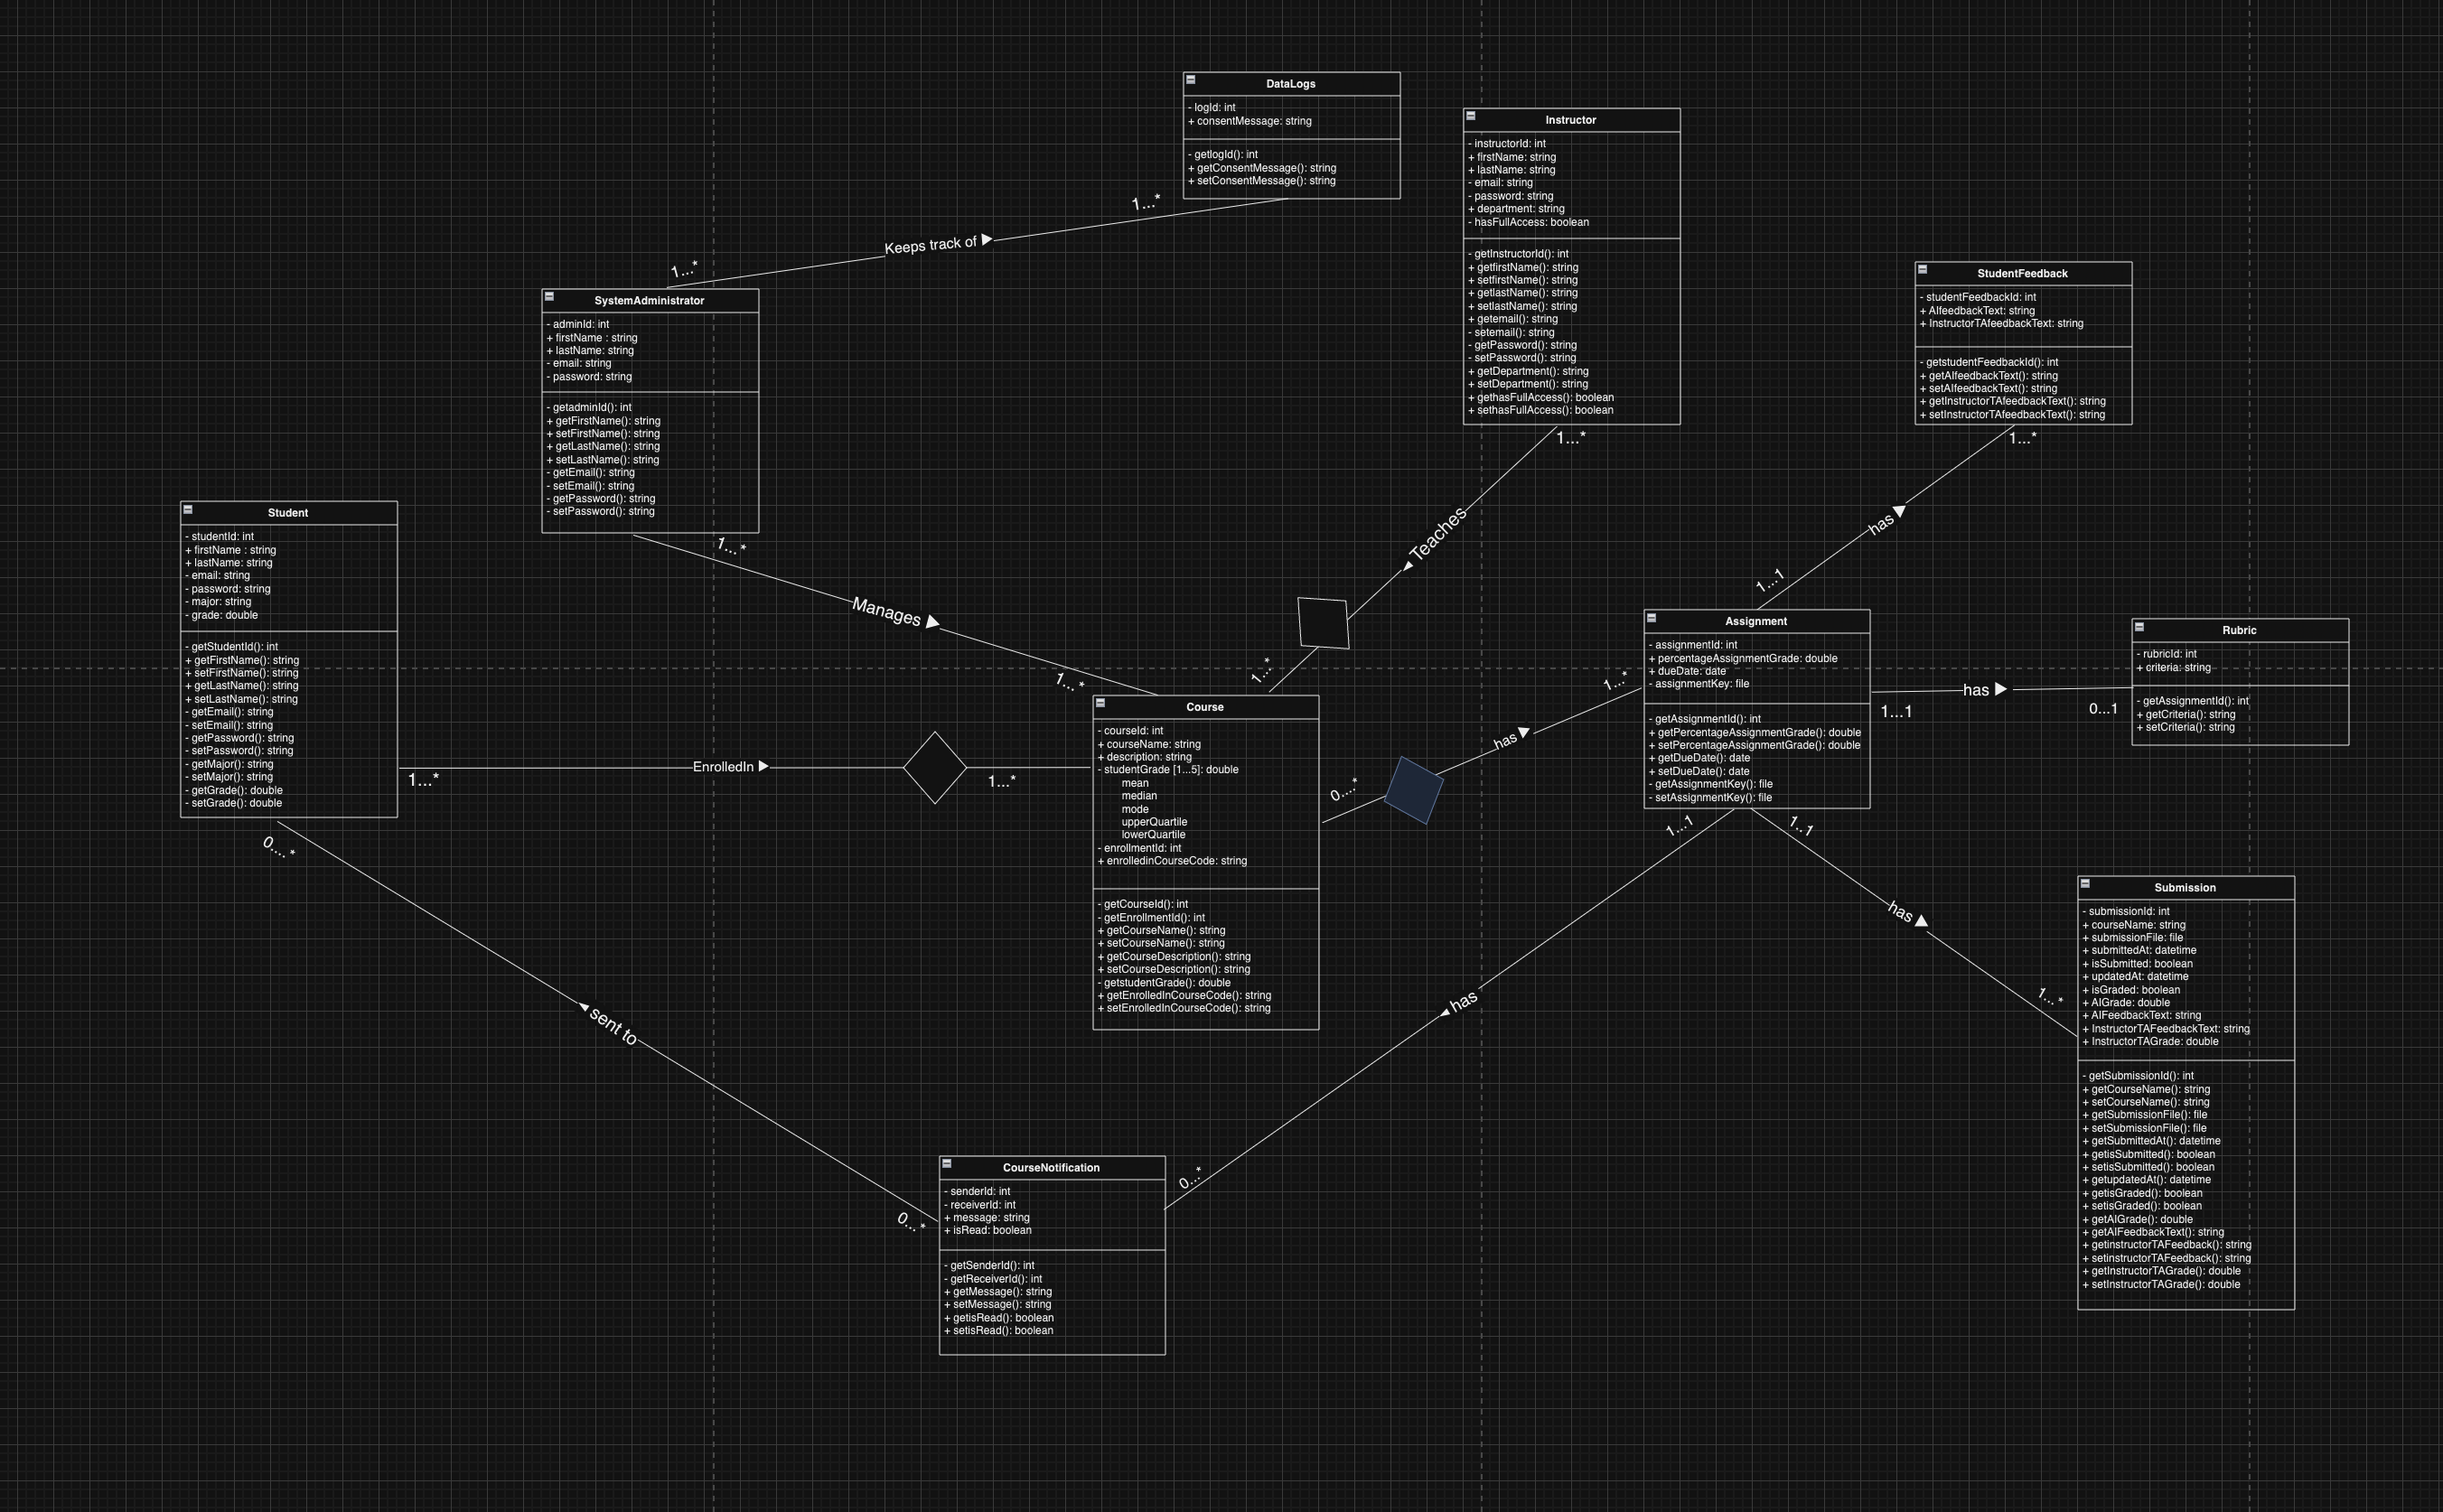 DataLogs
- logId: int
+ consentMessage: string
- getlogId(): int
+ getConsentMessage(): string
+ setConsentMessage(): string
1...*
Keeps track of
1...*
Instructor
- instructorId: int
+ firstName: string
+ lastName: string
- email: string
- password: string
+ department: string
- hasFullAccess: boolean
- getInstructorId(): int
+ getfirstName(): string
+ setfirstName(): string
+ getlastName(): string
+ setlastName(): string
+ getemail(): string
- setemail(): string
- getPassword(): string
- setPassword(): string
+ getDepartment(): string
+ setDepartment(): string
+ gethasFullAccess(): boolean
+ sethasFullAccess(): boolean
1...*
Teaches
1...*
StudentFeedback
- studentFeedbackId: int
+ AIfeedbackText: string
+ InstructorTAfeedbackText: string
- getstudentFeedbackId(): int
+ getAIfeedbackText(): string
+ setAIfeedbackText(): string
+ getInstructorTAfeedbackText(): string
+ setInstructorTAfeedbackText(): string
1...*
has
1...1
SystemAdministrator
- adminId: int
+ firstName : string
+ lastName: string
- email: string
- password: string
- getadminId(): int
+ getFirstName(): string
+ setFirstName(): string
+ getLastName(): string
+ setLastName(): string
- getEmail(): string
- setEmail(): string
- getPassword(): string
- setPassword(): string
1...*
Manages
1...*
Student
- studentId: int
+ firstName : string
+ lastName: string
- email: string
- password: string
- major: string
- grade: double
- getStudentId(): int
+ getFirstName(): string
+ setFirstName(): string
+ getLastName(): string
+ setLastName(): string
- getEmail(): string
- setEmail(): string
- getPassword(): string
- setPassword(): string
- getMajor(): string
- setMajor(): string
- getGrade(): double
- setGrade(): double
1...*
EnrolledIn
1...*
Course
- courseId: int
+ courseName: string
+ description: string
- studentGrade [1...5]: double
mean
median
mode
upperQuartile
lowerQuartile
- enrollmentId: int
+ enrolledinCourseCode: string
- getCourseId(): int
- getEnrollmentId(): int
+ getCourseName(): string
+ setCourseName(): string
+ getCourseDescription(): string
+ setCourseDescription(): string
- getstudentGrade(): double
+ getEnrolledInCourseCode(): string
+ setEnrolledInCourseCode(): string
0....*
has
1...*
Assignment
- assignmentId: int
+ percentageAssignmentGrade: double
+ dueDate: date
- assignmentKey: file
- getAssignmentId(): int
+ getPercentageAssignmentGrade(): double
+ setPercentageAssignmentGrade(): double
+ getDueDate(): date
+ setDueDate(): date
- getAssignmentKey(): file
- setAssignmentKey(): file
1...1
has
0...1
Rubric
- rubricId: int
+ criteria: string
- getAssignmentId(): int
+ getCriteria(): string
+ setCriteria(): string
1...1
has
0...*
1..1
has
1...*
Submission
- submissionId: int
+ courseName: string
+ submissionFile: file
+ submittedAt: datetime
+ isSubmitted: boolean
+ updatedAt: datetime
+ isGraded: boolean
+ AIGrade: double
+ AIFeedbackText: string
+ InstructorTAFeedbackText: string
+ InstructorTAGrade: double
- getSubmissionId(): int
+ getCourseName(): string
+ setCourseName(): string
+ getSubmissionFile(): file
+ setSubmissionFile(): file
+ getSubmittedAt(): datetime
+ getisSubmitted(): boolean
+ setisSubmitted(): boolean
+ getupdatedAt(): datetime
+ getisGraded(): boolean
+ setisGraded(): boolean
+ getAIGrade(): double
+ getAIFeedbackText(): string
+ getinstructorTAFeedback(): string
+ setinstructorTAFeedback(): string
+ getInstructorTAGrade(): double
+ setInstructorTAGrade(): double
0....*
sent to
0...*
CourseNotification
- senderId: int
- receiverId: int
+ message: string
+ isRead: boolean
- getSenderId(): int
- getReceiverId(): int
+ getMessage(): string
+ setMessage(): string
+ getisRead(): boolean
+ setisRead(): boolean